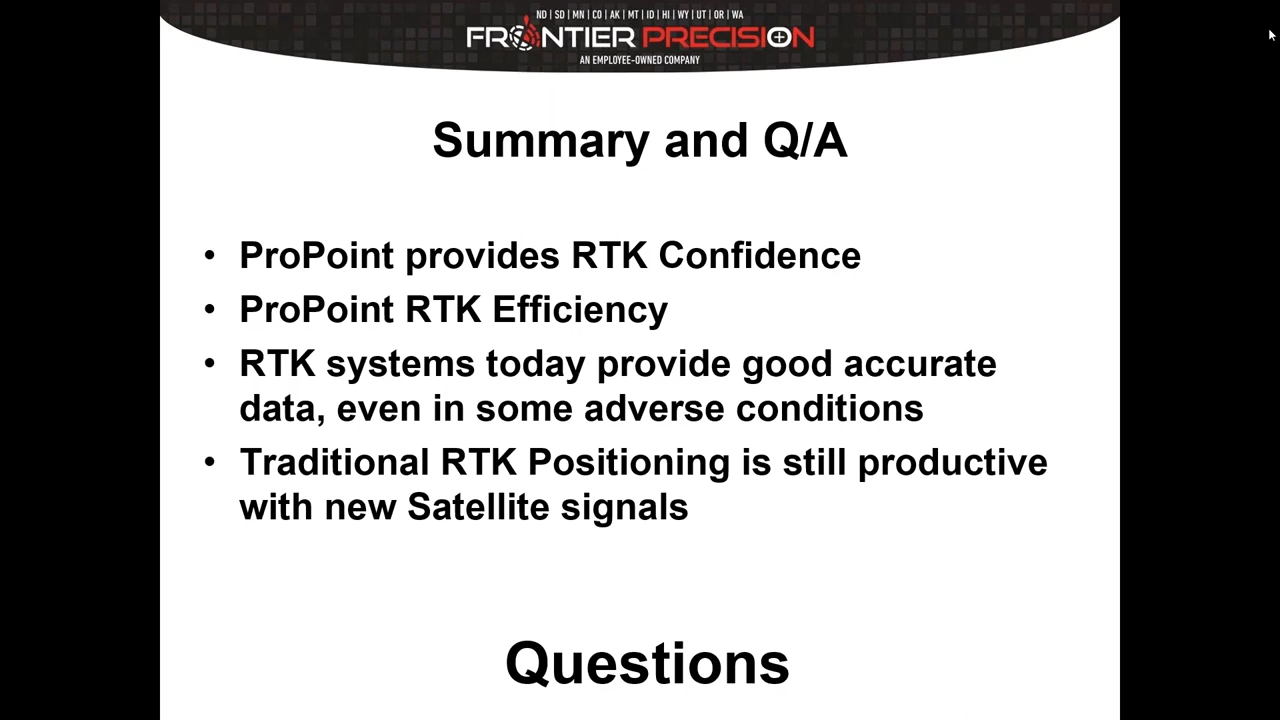 ND | SD | MN | CO | AK | MT | ID | HI | WY | UT | OR | WA
FRONTIER PRECISION
AN EMPLOYEE-OWNED COMPANY
Summary and Q/A
• ProPoint provides RTK Confidence
• ProPoint RTK Efficiency
• RTK systems today provide good accurate
data, even in some adverse conditions
• Traditional RTK Positioning is still productive
with new Satellite signals
Questions